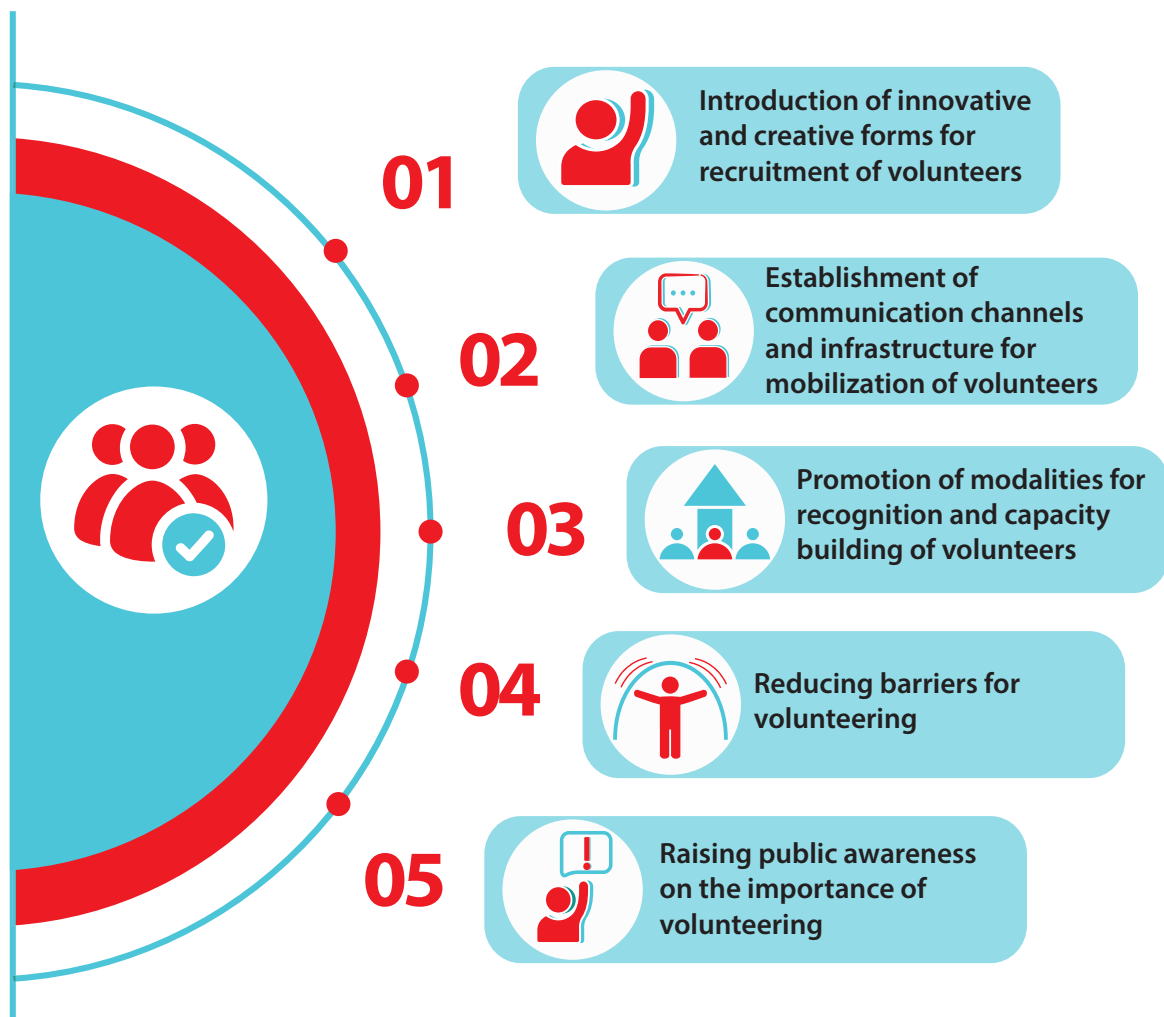 01
Introduction of innovative
and creative forms for
recruitment of volunteers
02
Establishment of
communication channels
and infrastructure for
mobilization of volunteers
03
Promotion of modalities for
recognition and capacity
building of volunteers
04
Reducing barriers for
volunteering
05
Raising public awareness
on the importance of
volunteering